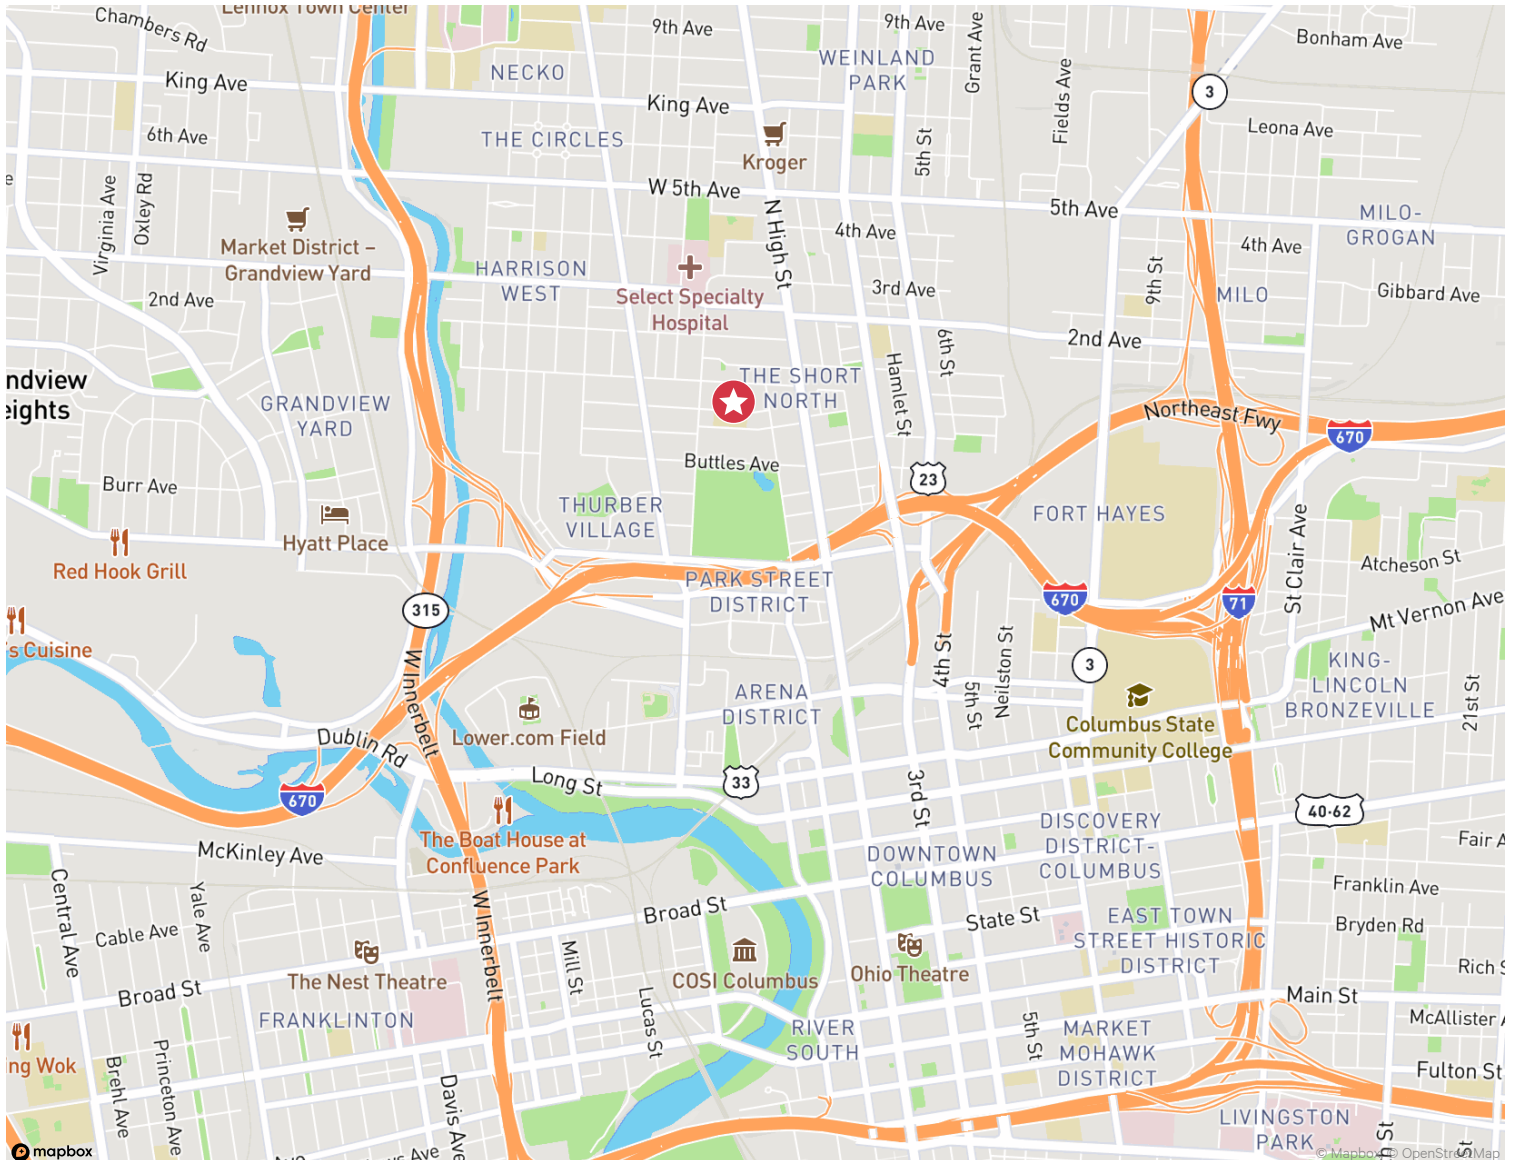 Lennox Town Center
Chambers Rd
9th Ave
9th Ave
Grant Ave
Bonham Ave
WEINLAND
PARK
NECKO
King Ave
King Ave
Fields Ave
3
6th Ave
THE CIRCLES
Kroger
5th St
Leona Ave
W 5th Ave
Virginia Ave
Oxley Rd
5th Ave
N High St
MILO-
GROGAN
4th Ave
4th Ave
Market District –
Grandview Yard
HARRISON
WEST
Select Specialty
Hospital
3rd Ave
9th St
MILO
Gibbard Ave
2nd Ave
2nd Ave
6th St
Hamlet St
ndview
eights
THE SHORT
NORTH
GRANDVIEW
YARD
Northeast Fwy
670
Buttles Ave
23
Burr Ave
THURBER
VILLAGE
FORT HAYES
Hyatt Place
Red Hook Grill
St Clair Ave
Atcheson St
PARK STREET
DISTRICT
670
71
315
Mt Vernon Ave
's Cuisine
W Innerbelt
4th St
Neilston St
3
KING-
LINCOLN
BRONZEVILLE
21st St
ARENA
DISTRICT
5th St
Columbus State
Community College
Lower.com Field
Dublin Rd
Long St
33
3rd St
670
40-62
The Boat House at
Confluence Park
McKinley Ave
DISCOVERY
DISTRICT-
COLUMBUS
Fair A
DOWNTOWN
COLUMBUS
Central Ave
Yale Ave
Franklin Ave
Broad St
State St
EAST TOWN
STREET HISTORIC
DISTRICT
Bryden Rd
Cable Ave
W Innerbelt
Mill St
COSI Columbus
Ohio Theatre
Rich S
The Nest Theatre
Broad St
Main St
FRANKLINTON
Lucas St
RIVER
SOUTH
5th St
MARKET
MOHAWK
DISTRICT
McAllister A
ng Wok
Brehl Ave
Princeton Ave
Davis Ave
Fulton St
LIVINGSTON
PARK
mapbox
© Mapbox © OpenStreetMap